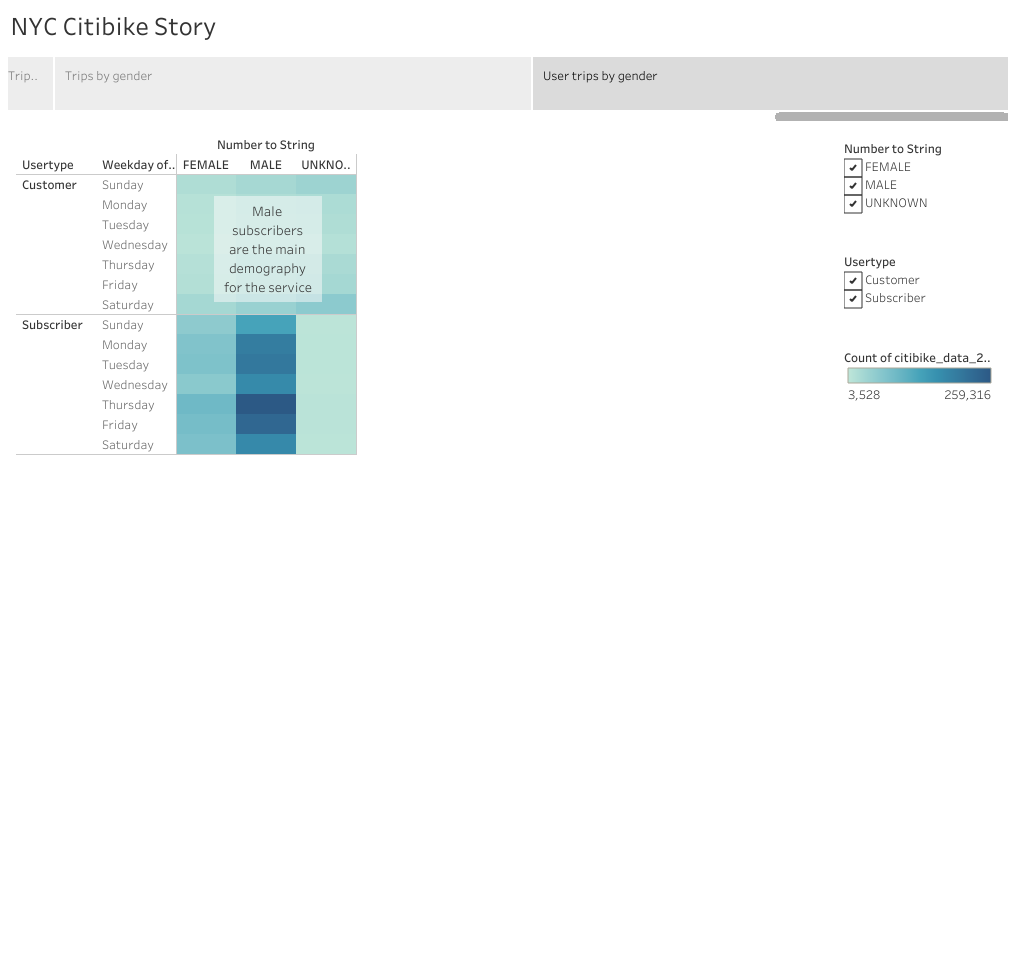 NYC Citibike Story
Trip..
Trips by gender
User trips by gender
Number to String
Usertype Weekday of.. FEMALE MALE UNKNO..
Customer Sunday
Monday
Tuesday
Wednesday
Thursday
Friday
Saturday
Male
subscribers
are the main
demography
for the service
Subscriber Sunday
Monday
Tuesday
Wednesday
Thursday
Friday
Saturday
Number to String
FEMALE
MALE
UNKNOWN
Usertype
Customer
Subscriber
Count of citibike_data_2..
3,528 259,316